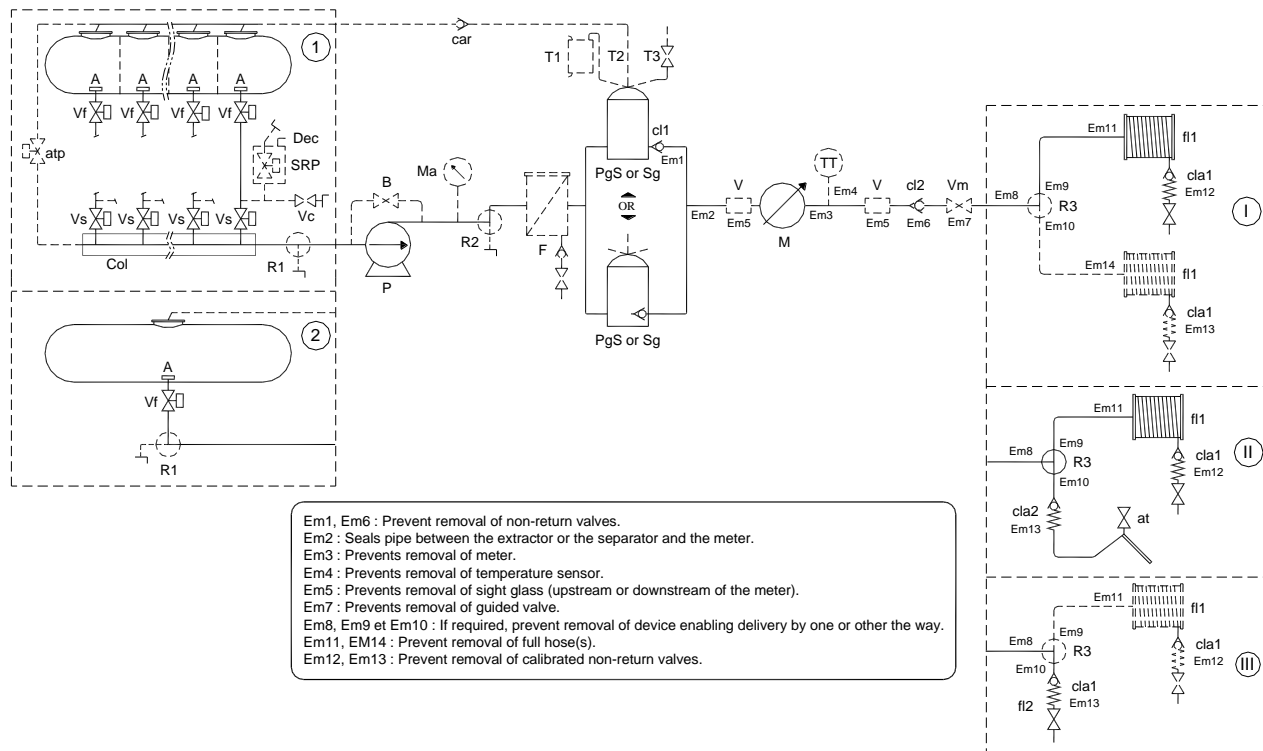 1
car
T1
T2
T3
A A A A
Vf Vf Vf Vf
atp
Dec
SRP
Vc
Vs Vs Vs Vs
Col
R1
B
Ma
P
R2
F
cl1
Em1
PgS or Sg
OR
PgS or Sg
Em2
V
Em5
M
TT
Em4
Em3
V
Em5
cl2
Em6
Vm
Em7
Em8
Em9
R3
Em10
Em11
fl1
cla1
Em12
I
Em14
fl1
cla1
Em13
2
A
Vf
R1
Em11
fl1
Em8
Em9
R3
Em10
cla1
Em12
II
cla2
Em13
at
Em11
fl1
Em8
Em9
R3
Em10
cla1
Em12
III
cla1
Em13
fl2
Em1, Em6 : Prevent removal of non-return valves.
Em2 : Seals pipe between the extractor or the separator and the meter.
Em3 : Prevents removal of meter.
Em4 : Prevents removal of temperature sensor.
Em5 : Prevents removal of sight glass (upstream or downstream of the meter).
Em7 : Prevents removal of guided valve.
Em8, Em9 et Em10 : If required, prevent removal of device enabling delivery by one or other the way.
Em11, EM14 : Prevent removal of full hose(s).
Em12, Em13 : Prevent removal of calibrated non-return valves.